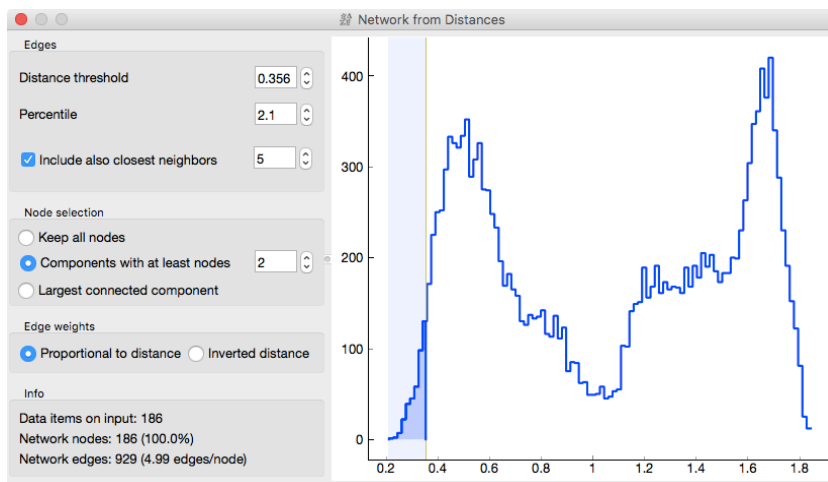 Network from Distances
Edges
Distance threshold 0.356
Percentile 2.1
Include also closest neighbors 5
Node selection
Keep all nodes
Components with at least nodes 2
Largest connected component
Edge weights
Proportional to distance Inverted distance
Info
Data items on input: 186
Network nodes: 186 (100.0%)
Network edges: 929 (4.99 edges/node)
400
300
200
100
0
0.2 0.4 0.6 0.8 1 1.2 1.4 1.6 1.8